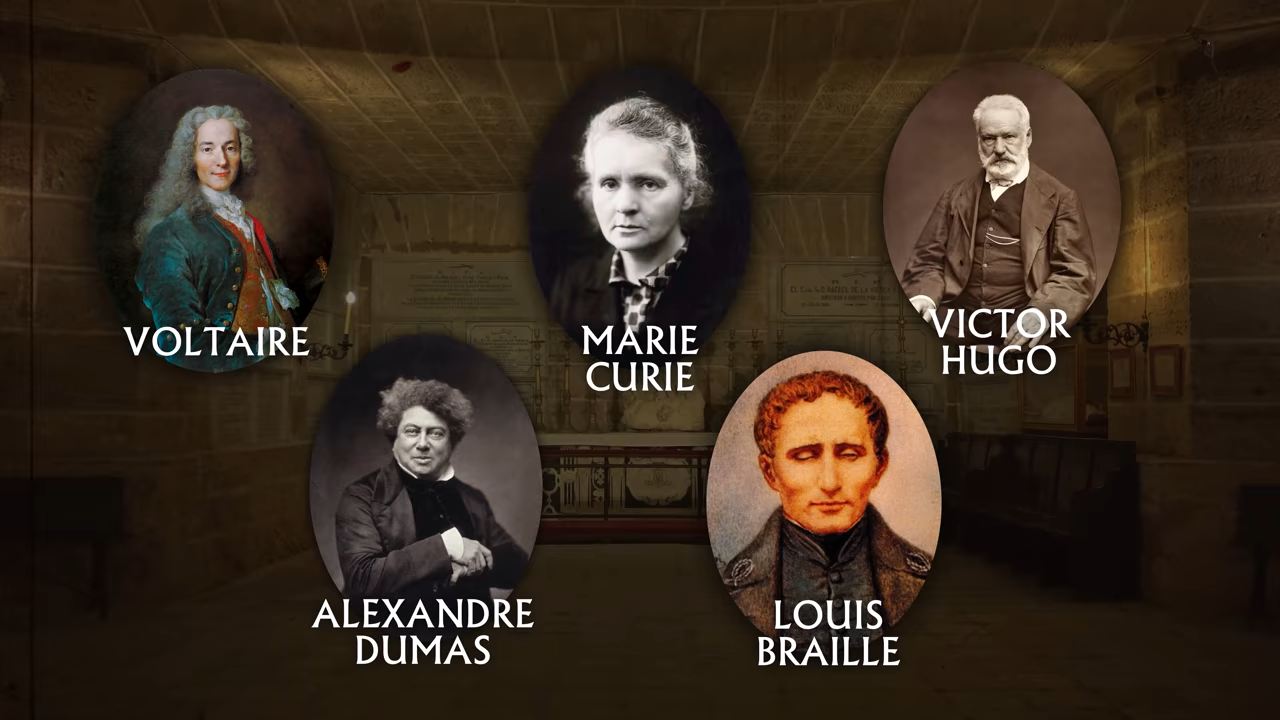 VOLTAIRE
MARIE
CURIE
VICTOR
HUGO
ALEXANDRE
DUMAS
LOUIS
BRAILLE